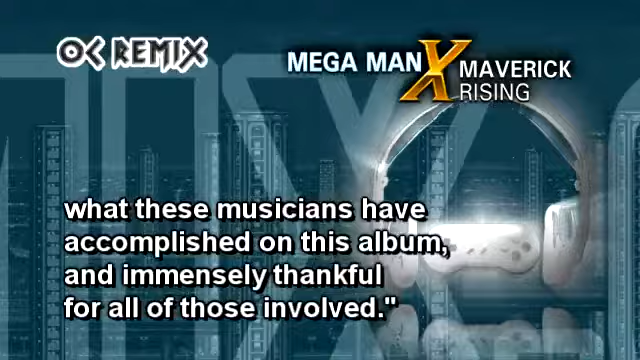 OC REMIX
MEGA MAN X MAVERICK
RISING
what these musicians have
accomplished on this album,
and immensely thankful
for all of those involved."